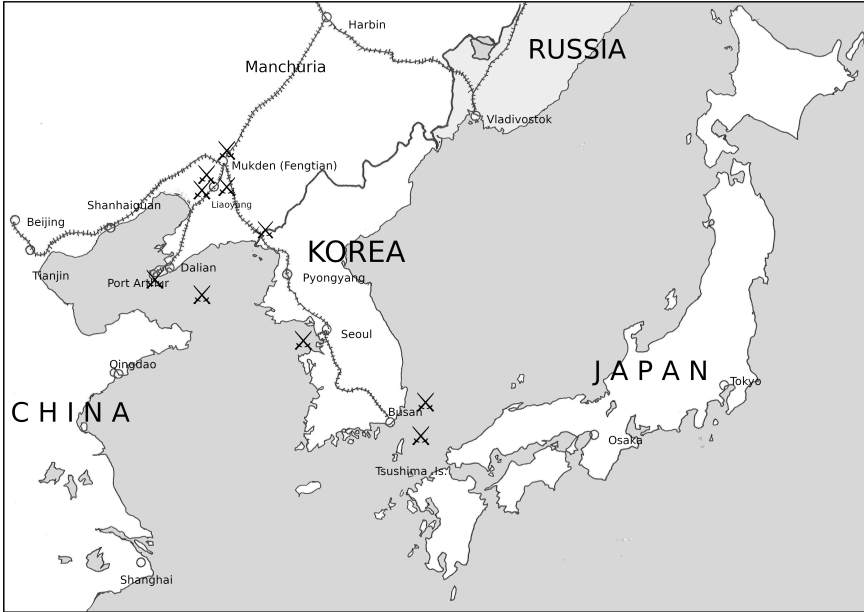 Harbin
RUSSIA
Manchuria
Vladivostok
Mukden (Fengtian)
Shanhaiguan
Liaoyang
Beijing
KOREA
Tianjin
Dalian
Port Arthur
Pyongyang
Seoul
Qingdao
JAPAN
Tokyo
CHINA
Busan
Osaka
Tsushima Is.
Shanghai